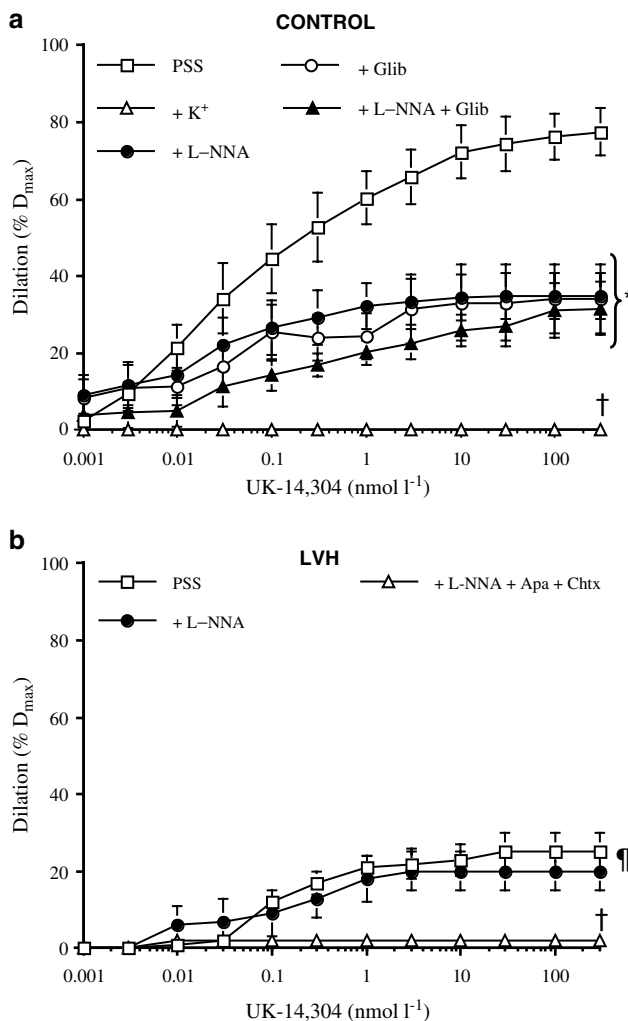 a
CONTROL
PSS
+ Glib
+ K⁺
+ L−NNA + Glib
+ L−NNA
Dilation (% Dmax)
100
80
60
40
20
0
*
†
0.001 0.01 0.1 1 10 100
UK-14,304 (nmol l⁻¹)
b
LVH
PSS
+ L-NNA + Apa + Chtx
+ L−NNA
Dilation (% Dmax)
100
80
60
40
20
0
¶
†
0.001 0.01 0.1 1 10 100
UK-14,304 (nmol l⁻¹)